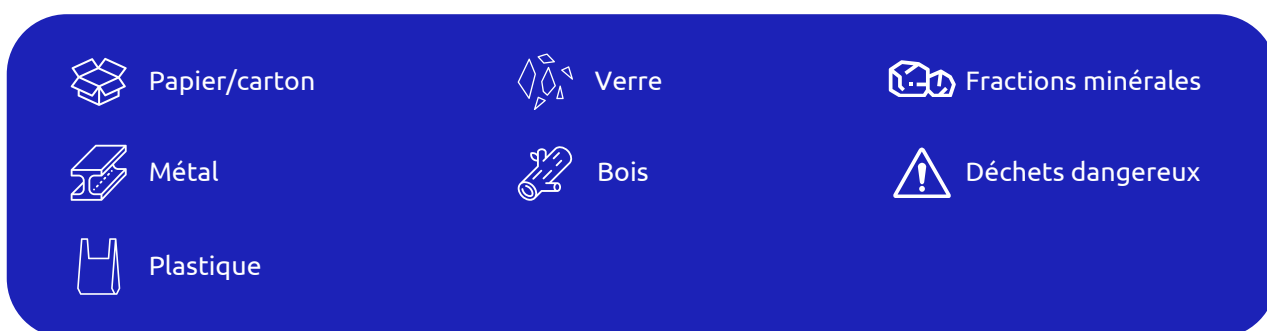 Papier/carton
Verre
Fractions minérales
Métal
Bois
Déchets dangereux
Plastique